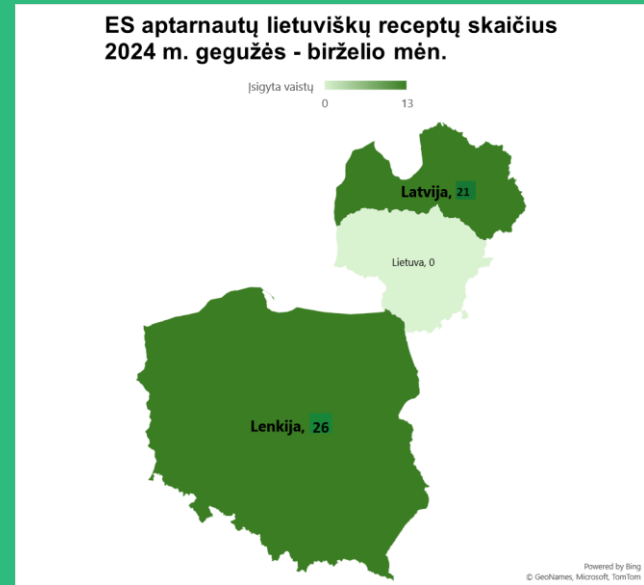 ES aptarnautų lietuviškų receptų skaičius
2024 m. gegužės - birželio mėn.
Įsigyta vaistų
0 13
Latvija, 21
Lietuva, 0
Lenkija, 26
Powered by Bing
© GeoNames, Microsoft, TomTom